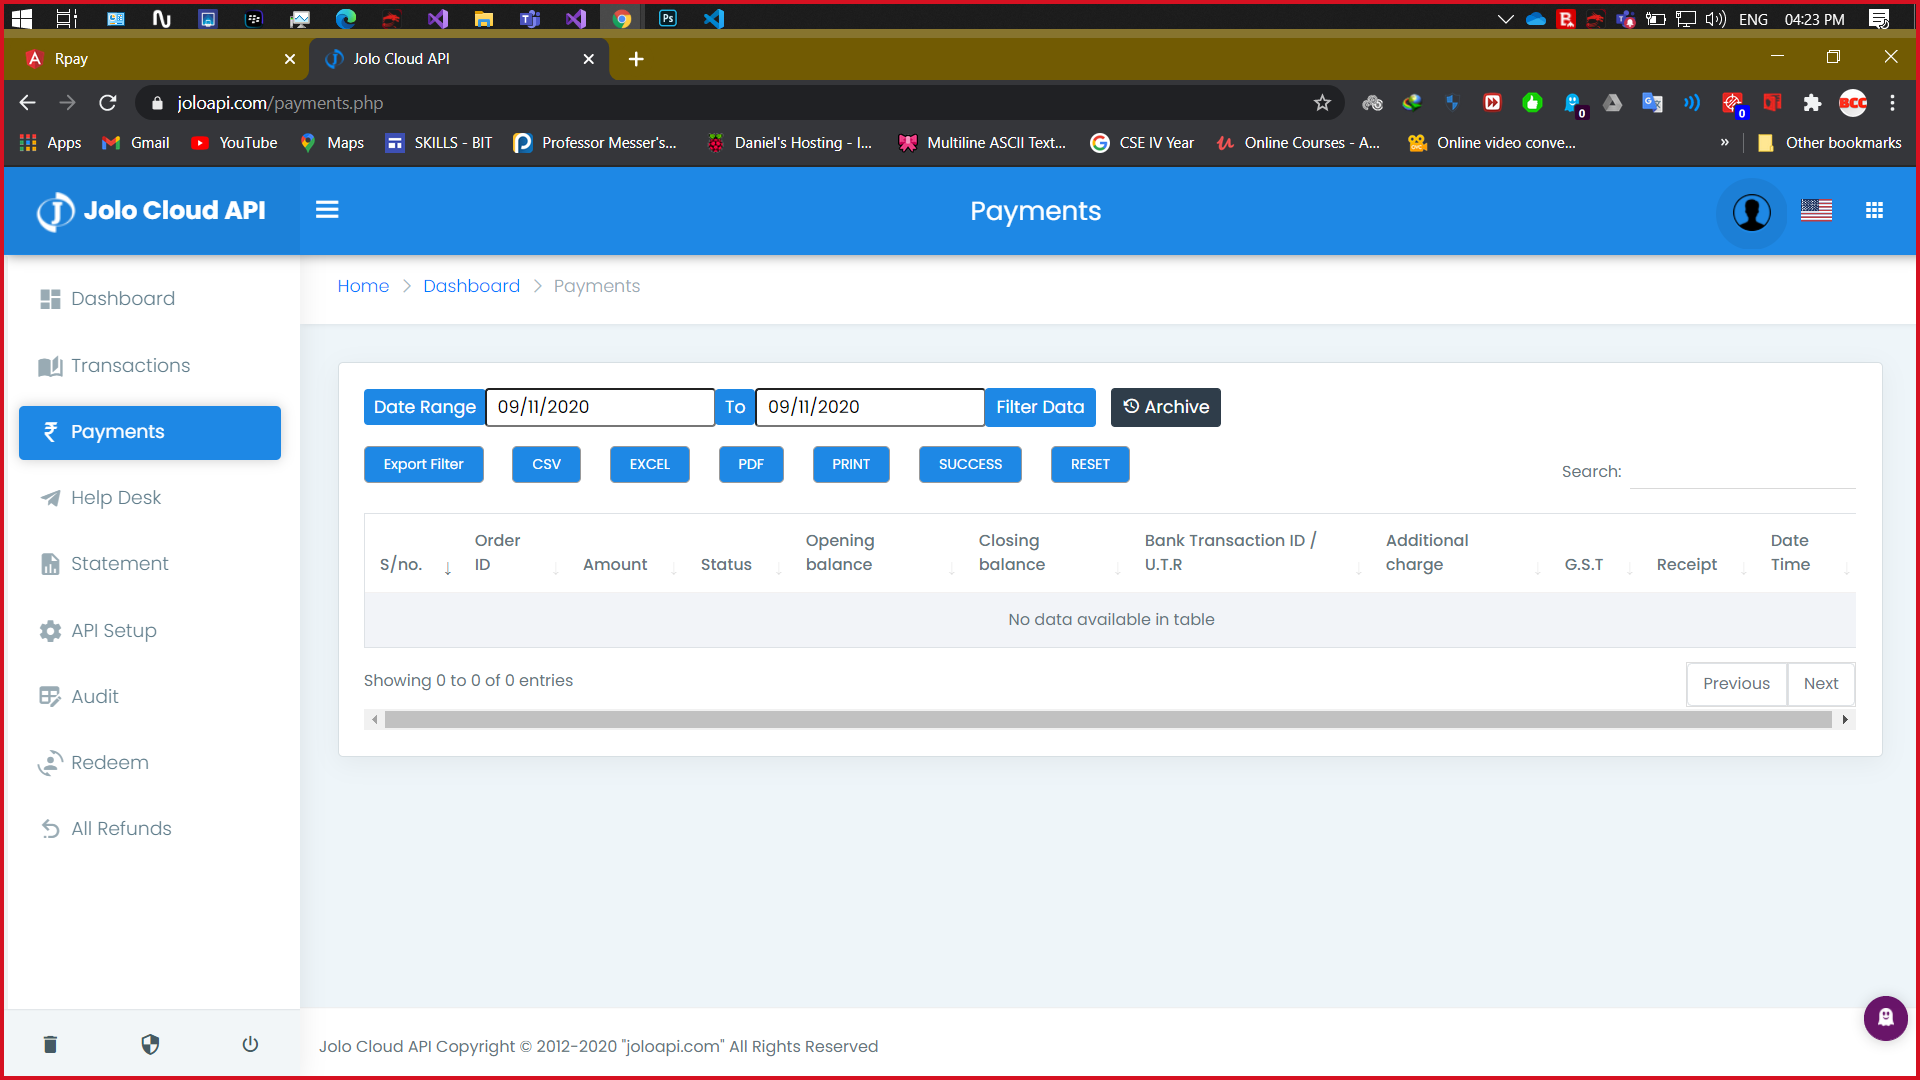 ENG 04:23 PM
Rpay
Jolo Cloud API
joloapi.com/payments.php
Apps Gmail YouTube Maps SKILLS - BIT Professor Messer's... Daniel's Hosting - I... Multiline ASCII Text... CSE IV Year Online Courses - A... Online video conve... » Other bookmarks
Jolo Cloud API
Payments
Home > Dashboard > Payments
Dashboard
Transactions
Payments
Help Desk
Statement
API Setup
Audit
Redeem
All Refunds
Date Range 09/11/2020 To 09/11/2020 Filter Data Archive
Export Filter CSV EXCEL PDF PRINT SUCCESS RESET
Search:
S/no. Order ID Amount Status Opening balance Closing balance Bank Transaction ID / U.T.R Additional charge G.S.T Receipt Date Time
No data available in table
Showing 0 to 0 of 0 entries
Previous Next
Jolo Cloud API Copyright © 2012-2020 "joloapi.com" All Rights Reserved